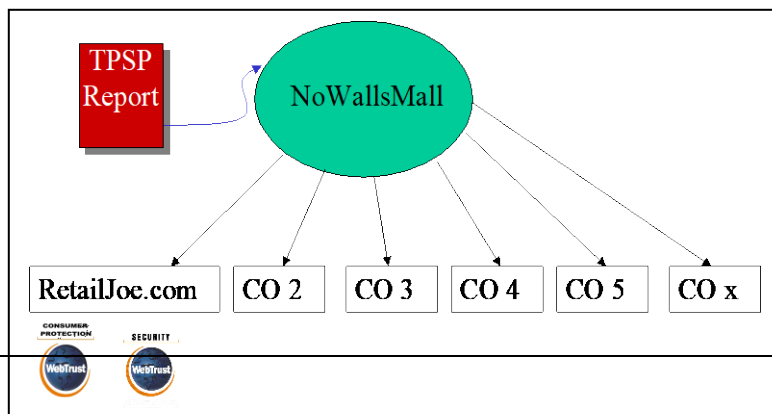 TPSP
Report
NoWallsMall
RetailJoe.com
CO 2
CO 3
CO 4
CO 5
CO x
CONSUMER
PROTECTION
SECURITY
WebTrust
WebTrust